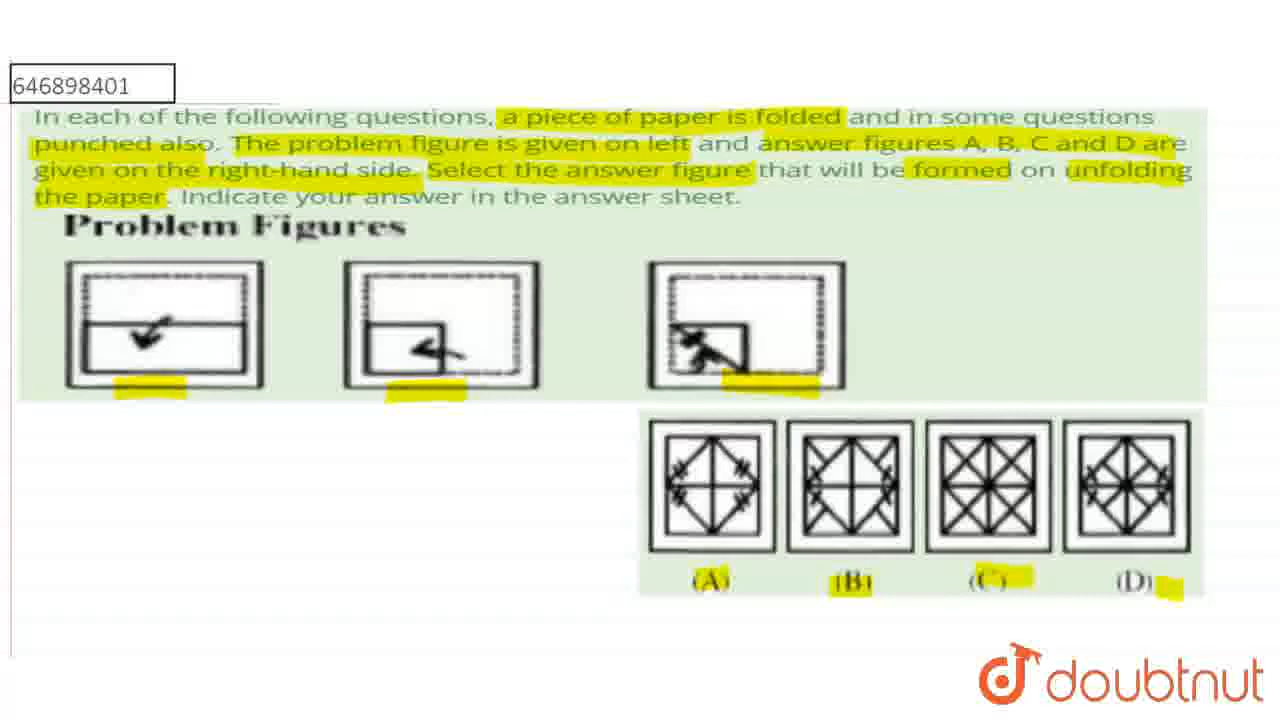 646898401
In each of the following questions, a piece of paper is folded and in some questions
punched also. The problem figure is given on left and answer figures A, B, C and D are
given on the right-hand side. Select the answer figure that will be formed on unfolding
the paper. Indicate your answer in the answer sheet.
Problem Figures
(A) (B) (C) (D)
doubtnut